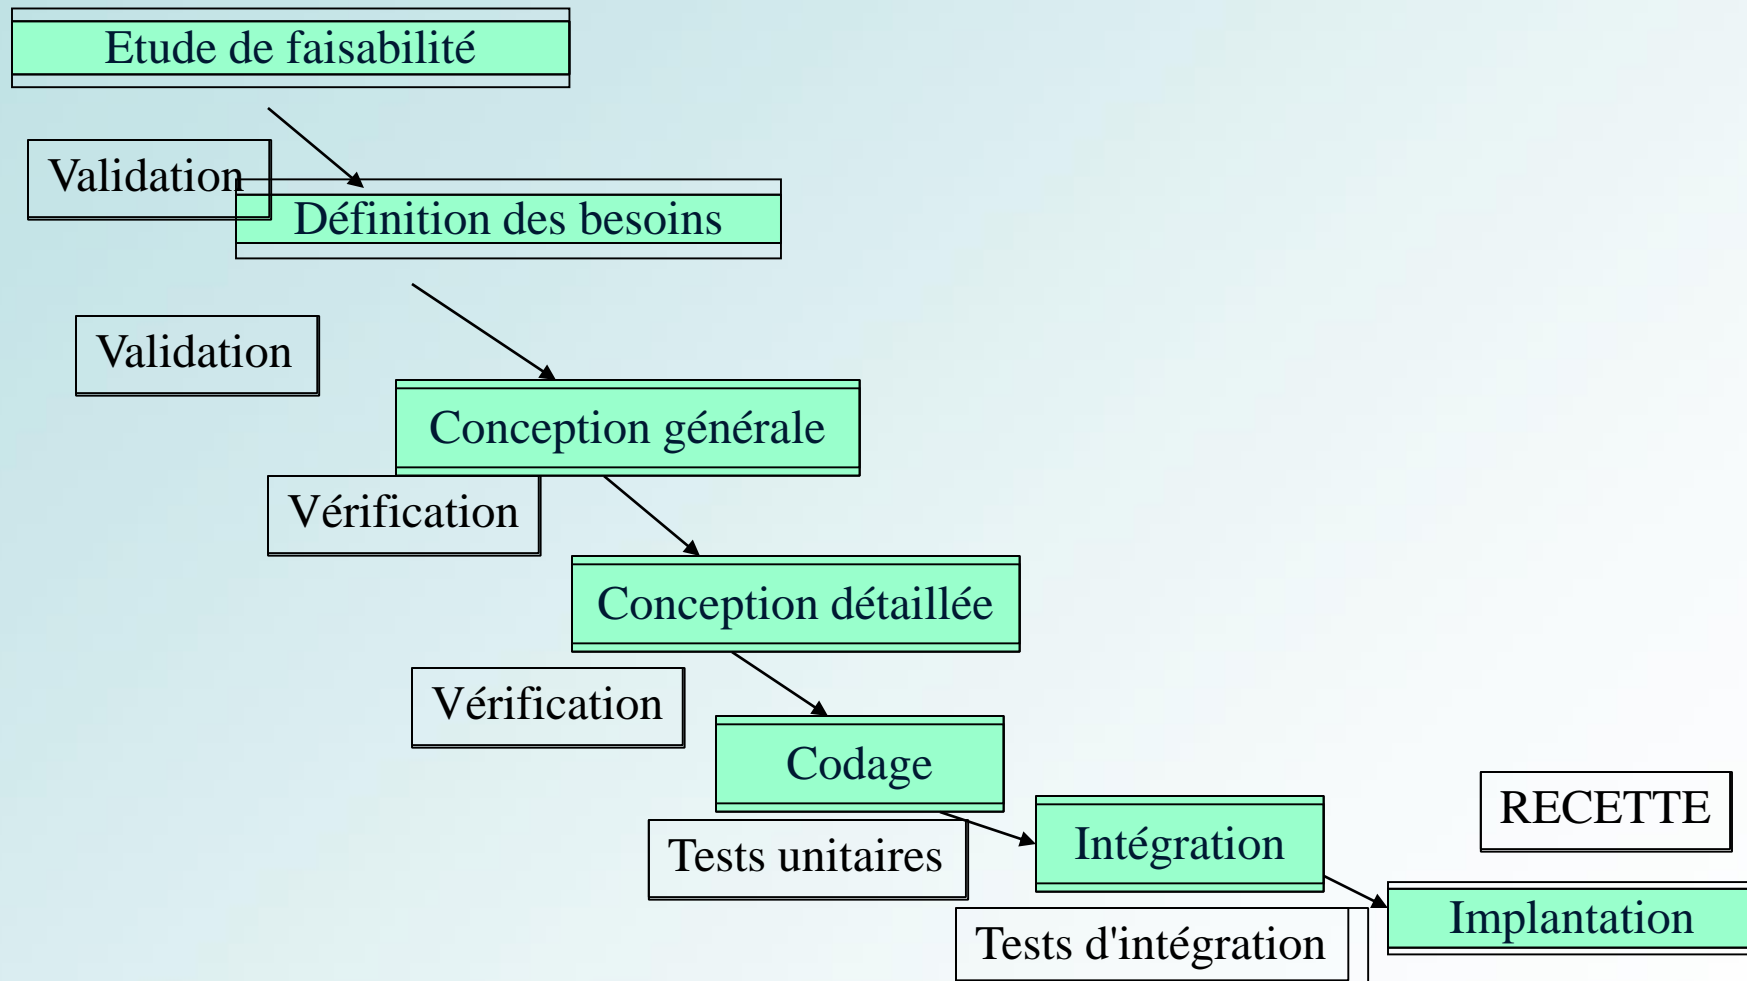 Etude de faisabilité
Validation
Définition des besoins
Validation
Conception générale
Vérification
Conception détaillée
Vérification
Codage
Tests unitaires
Intégration
RECETTE
Tests d'intégration
Implantation